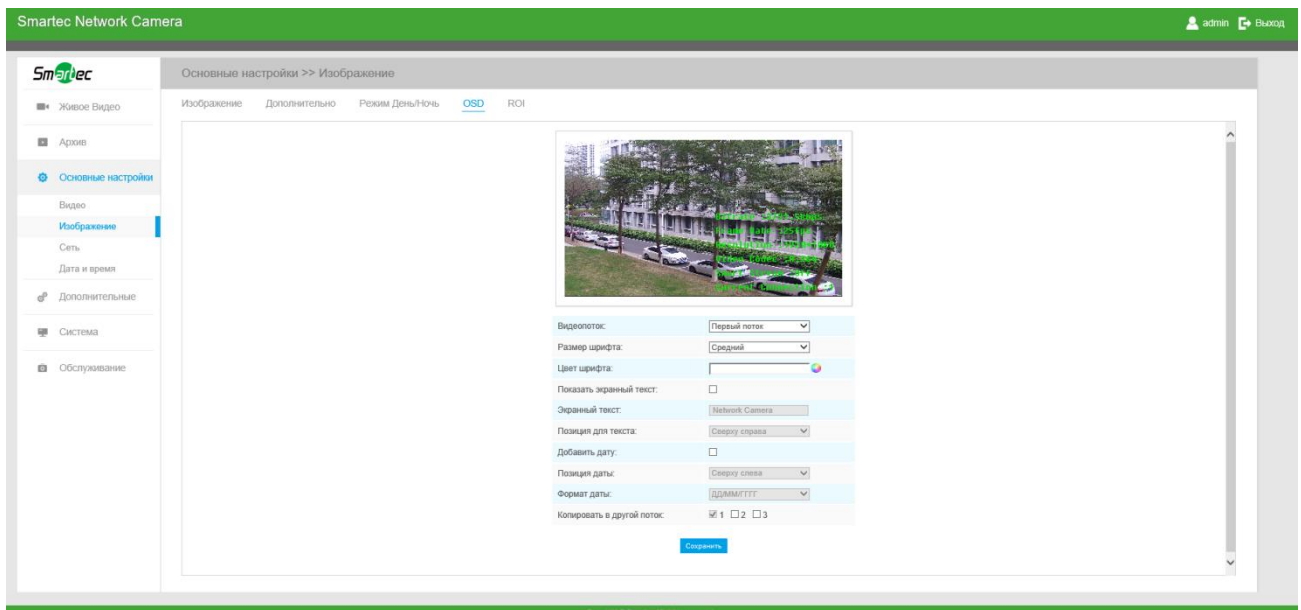 Smartec Network Camera
admin Выход
Smartec
Основные настройки >> Изображение
Живое Видео
Архив
Основные настройки
Видео
Изображение
Сеть
Дата и время
Дополнительные
Система
Обслуживание
Изображение Дополнительно Режим День/Ночь OSD ROI
Видеопоток: Первый поток
Размер шрифта: Средний
Цвет шрифта:
Показать экранный текст:
Экранный текст: Network Camera
Позиция для текста: Сверху справа
Добавить дату:
Позиция даты: Сверху слева
Формат даты: ДД/ММ/ГГГГ
Копировать в другой поток: 1 2 3
Сохранить